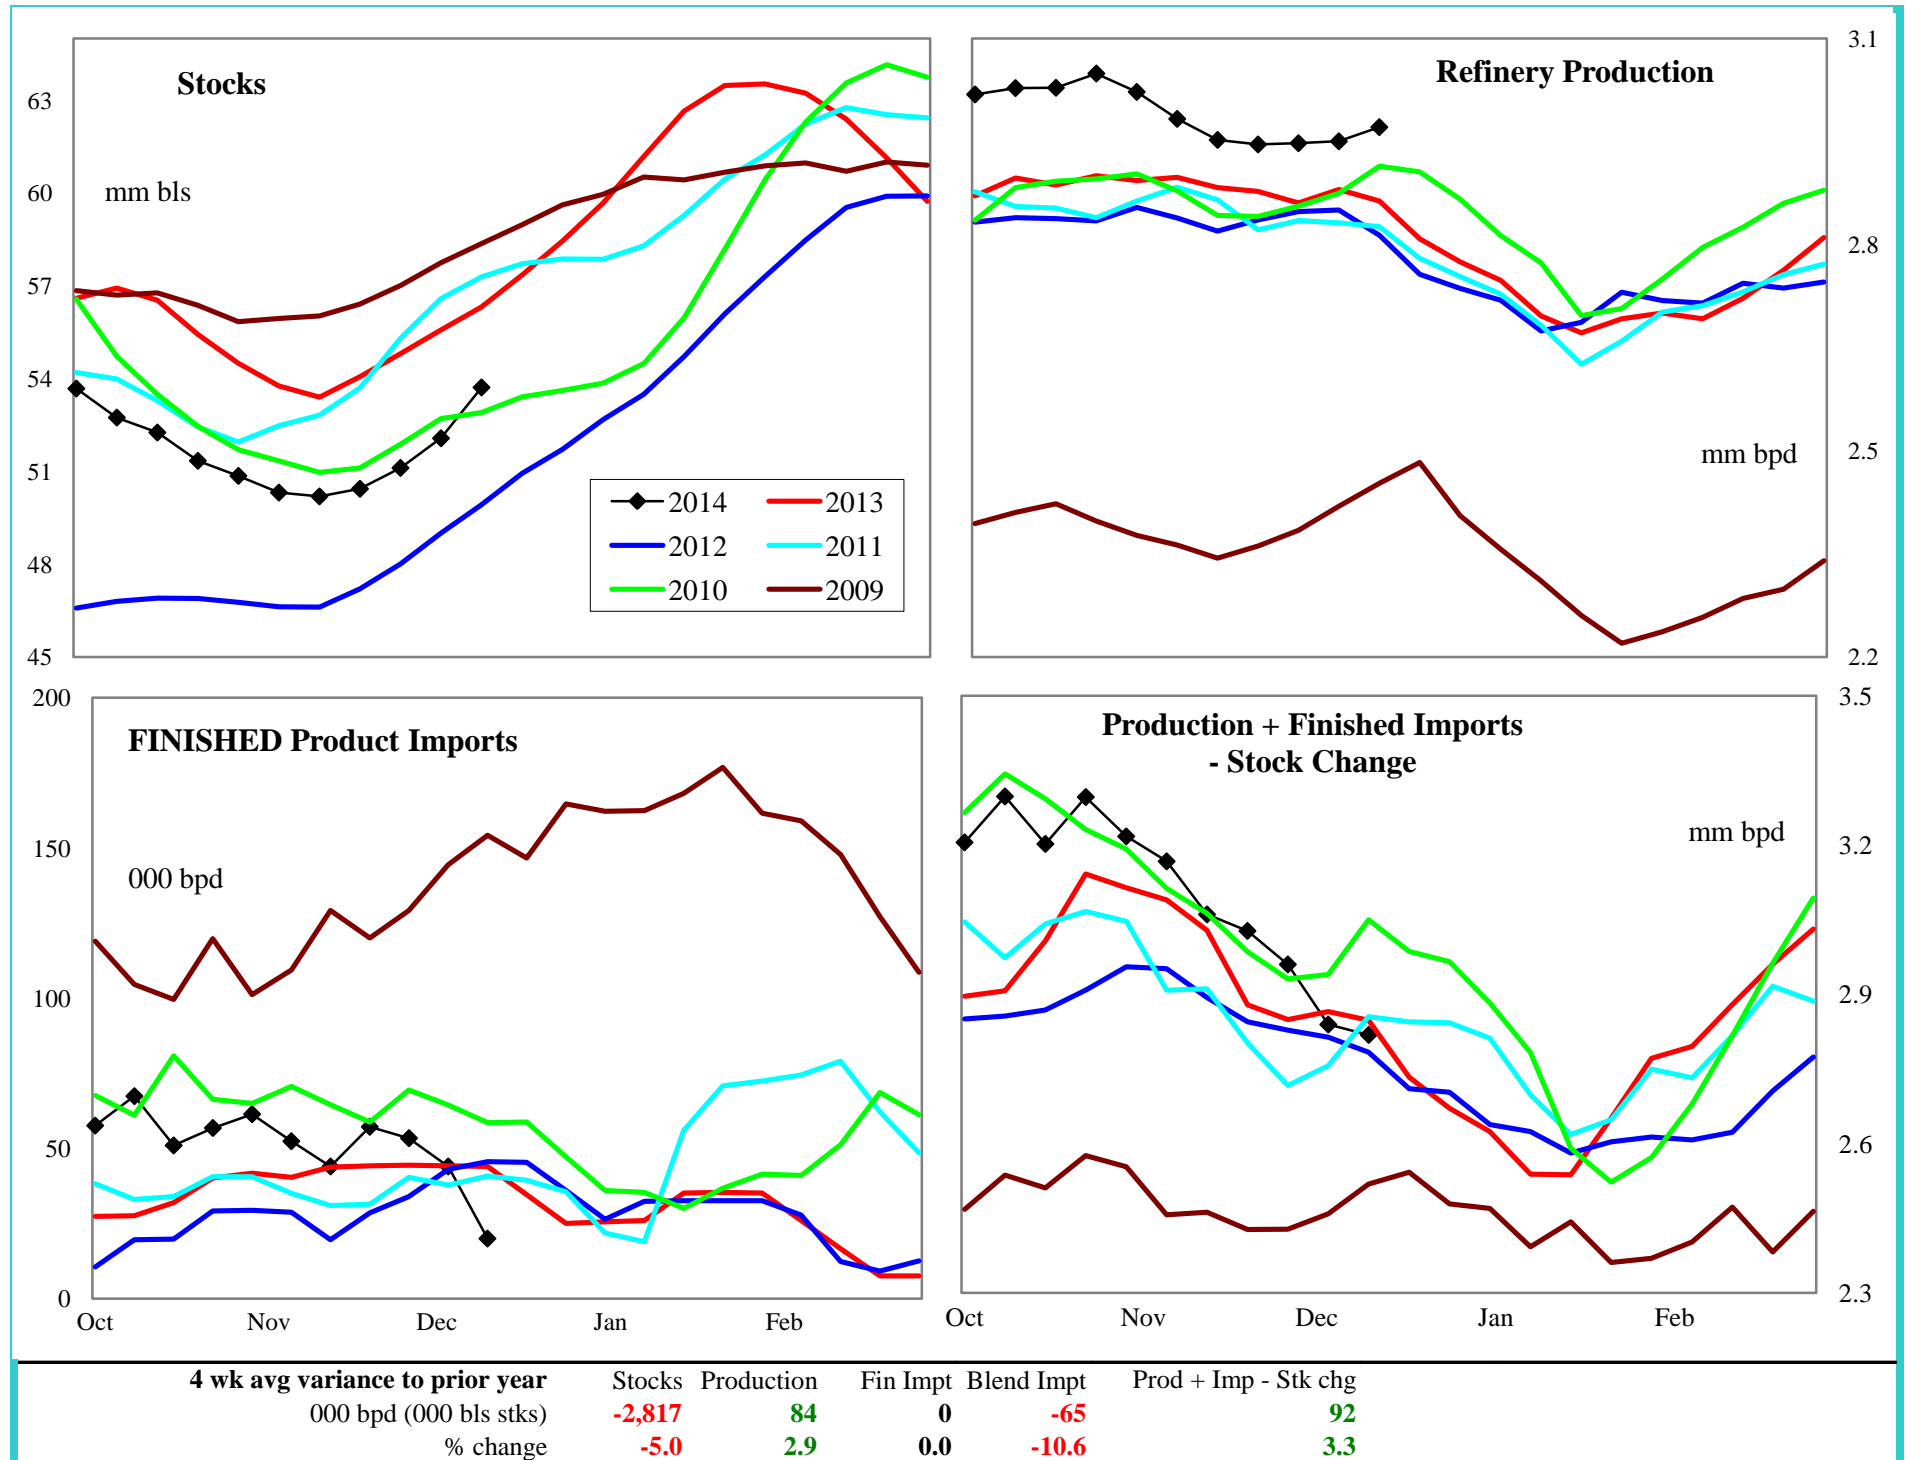 Stocks
mm bls
63
60
57
54
51
48
45
2014
2013
2012
2011
2010
2009
Refinery Production
mm bpd
3.1
2.8
2.5
2.2
FINISHED Product Imports
000 bpd
200
150
100
50
0
Oct Nov Dec Jan Feb
Production + Finished Imports
- Stock Change
mm bpd
3.5
3.2
2.9
2.6
2.3
Oct Nov Dec Jan Feb
4 wk avg variance to prior year Stocks Production Fin Impt Blend Impt Prod + Imp - Stk chg
000 bpd (000 bls stks) -2,817 84 0 -65 92
% change -5.0 2.9 0.0 -10.6 3.3